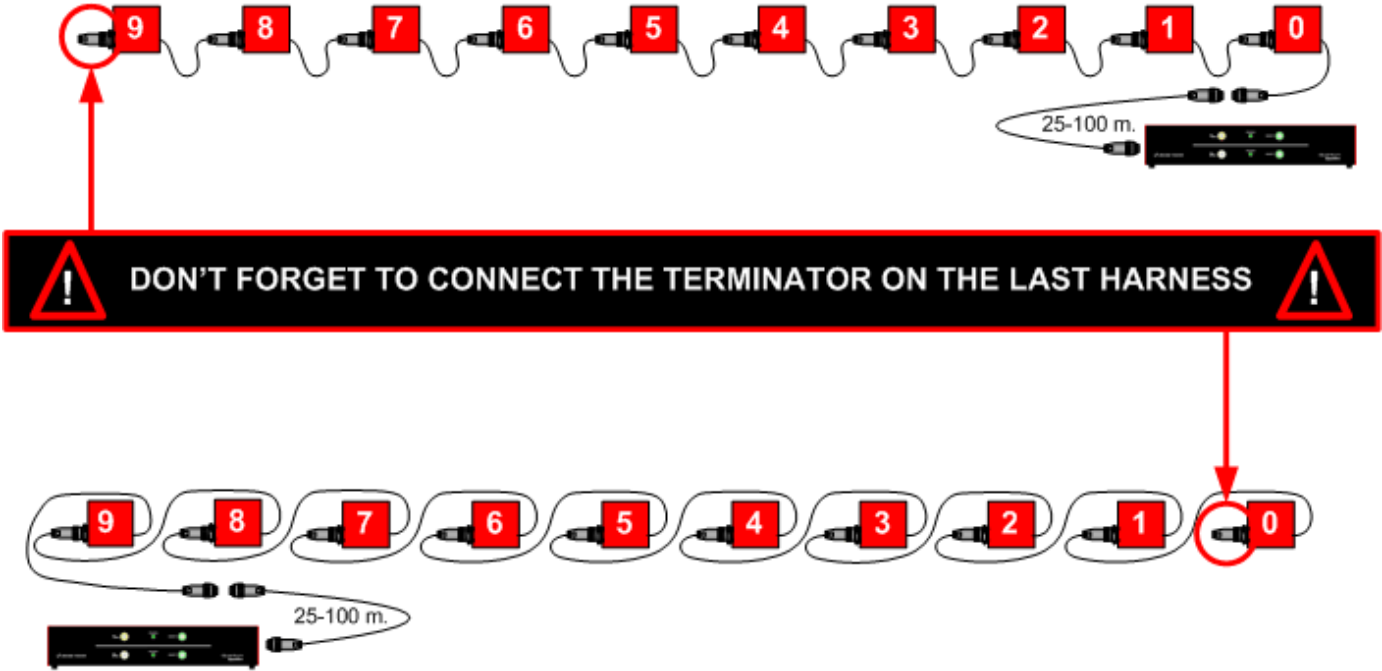 9 8 7 6 5 4 3 2 1 0
25-100 m.
DON'T FORGET TO CONNECT THE TERMINATOR ON THE LAST HARNESS
! !
9 8 7 6 5 4 3 2 1 0
25-100 m.